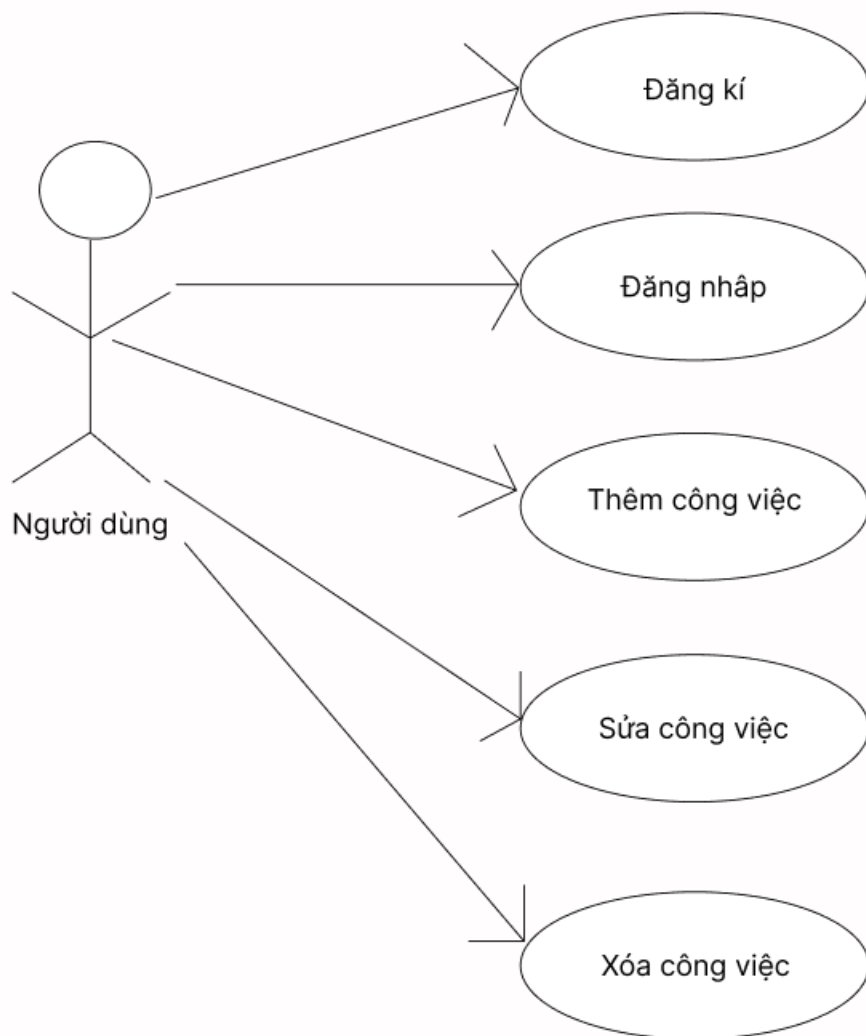 Đăng kí
Đăng nhâp
Thêm công việc
Người dùng
Sửa công việc
Xóa công việc